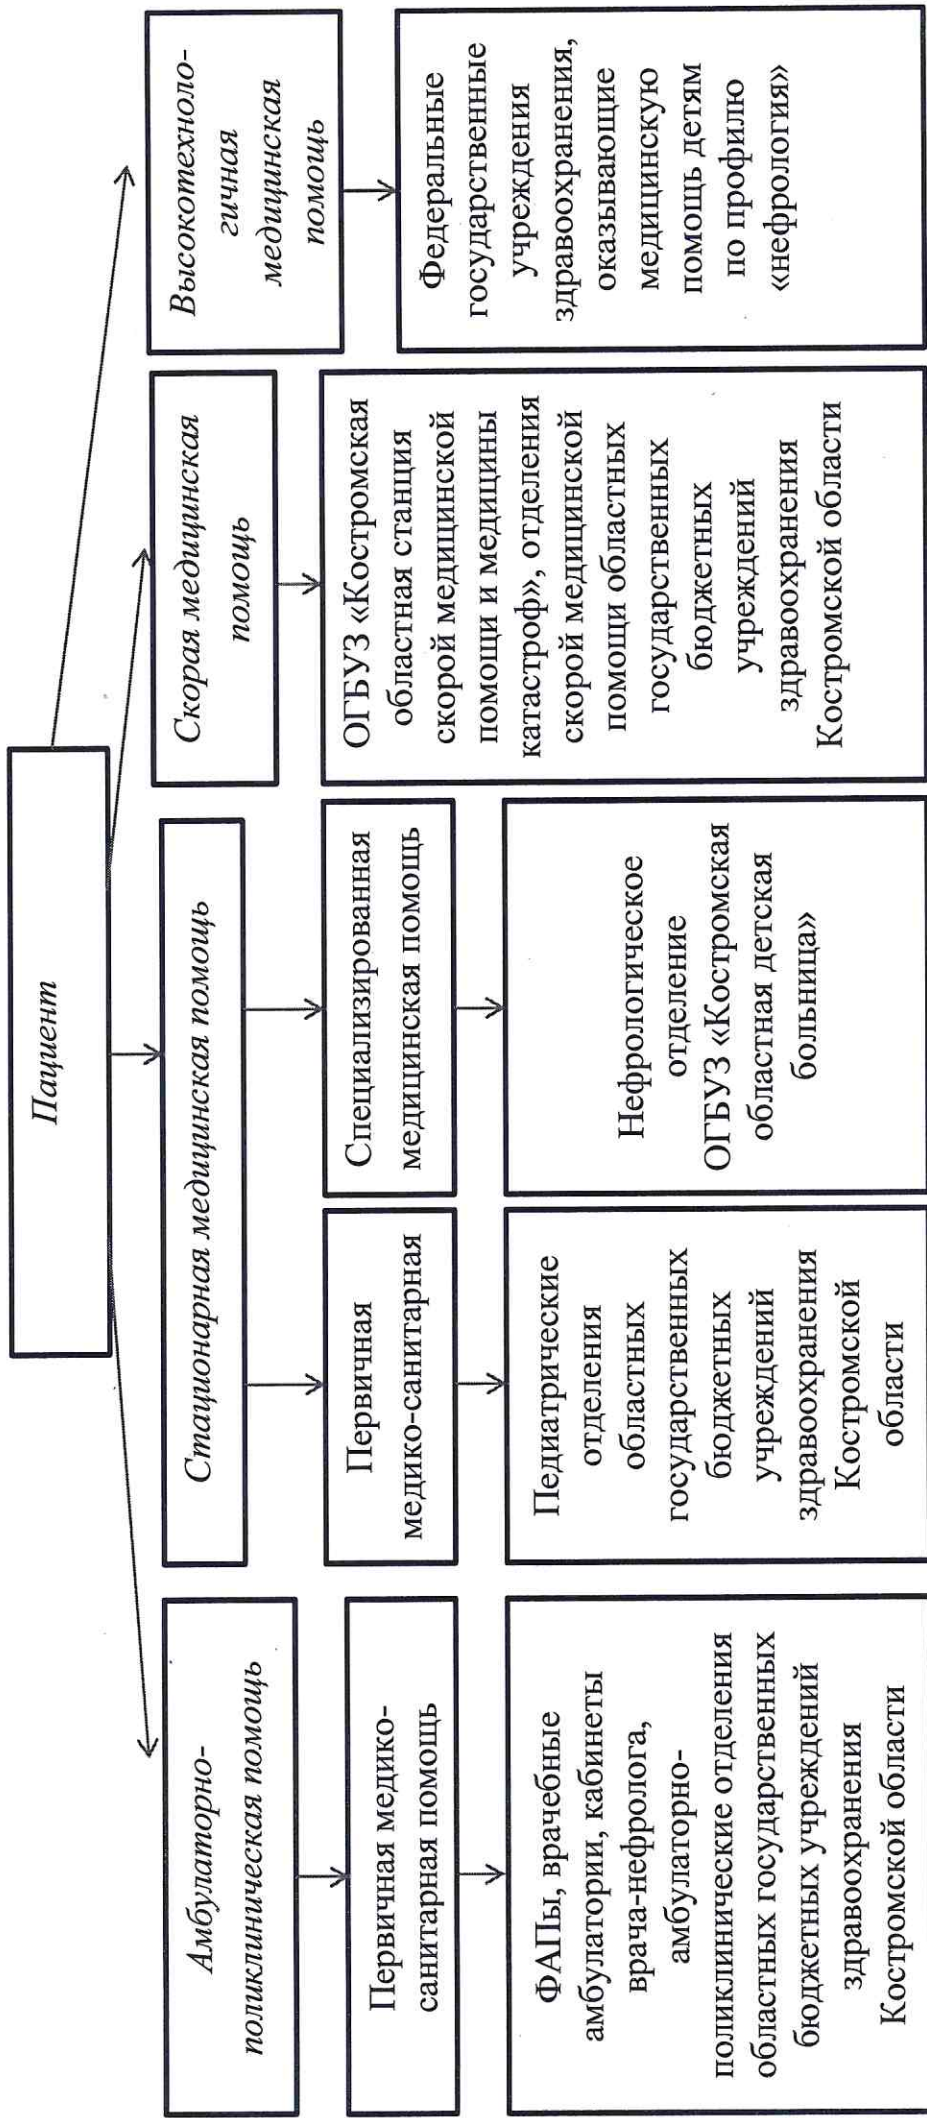 Пациент
Амбулаторно-
поликлиническая помощь
Стационарная медицинская помощь
Скорая медицинская
помощь
Высокотехноло-
гичная
медицинская
помощь
Первичная медико-
санитарная помощь
Первичная
медико-санитарная
Специализированная
медицинская помощь
ФАПы, врачебные
амбулатории, кабинеты
врача-нефролога,
амбулаторно-
поликлинические отделения
областных государственных
бюджетных учреждений
здравоохранения
Костромской области
Педиатрические
отделения
областных
государственных
бюджетных
учреждений
здравоохранения
Костромской
области
Нефрологическое
отделение
ОГБУЗ «Костромская
областная детская
больница»
ОГБУЗ «Костромская
областная станция
скорой медицинской
помощи и медицины
катастроф», отделения
скорой медицинской
помощи областных
государственных
бюджетных
учреждений
здравоохранения
Костромской области
Федеральные
государственные
учреждения
здравоохранения,
оказывающие
медицинскую
помощь детям
по профилю
«нефрология»